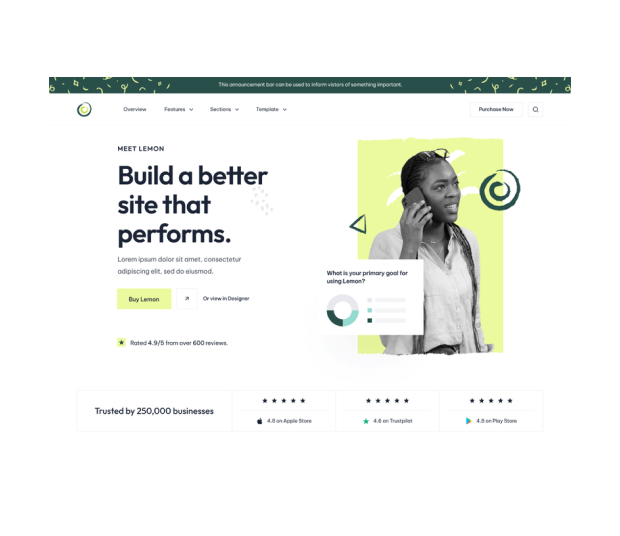 This announcement bar can be used to inform vistors of something important.
Overview
Features
Sections
Template
Purchase Now
MEET LEMON
Build a better
site that
performs.
Lorem ipsum dolor sit amet, consectetur
adipiscing elit, sed do eiusmod.
Buy Lemon
Or view in Designer
Rated 4.9/5 from over 600 reviews.
What is your primary goal for
using Lemon?
Trusted by 250,000 businesses
4.8 on Apple Store
4.6 on Trustpilot
4.8 on Play Store